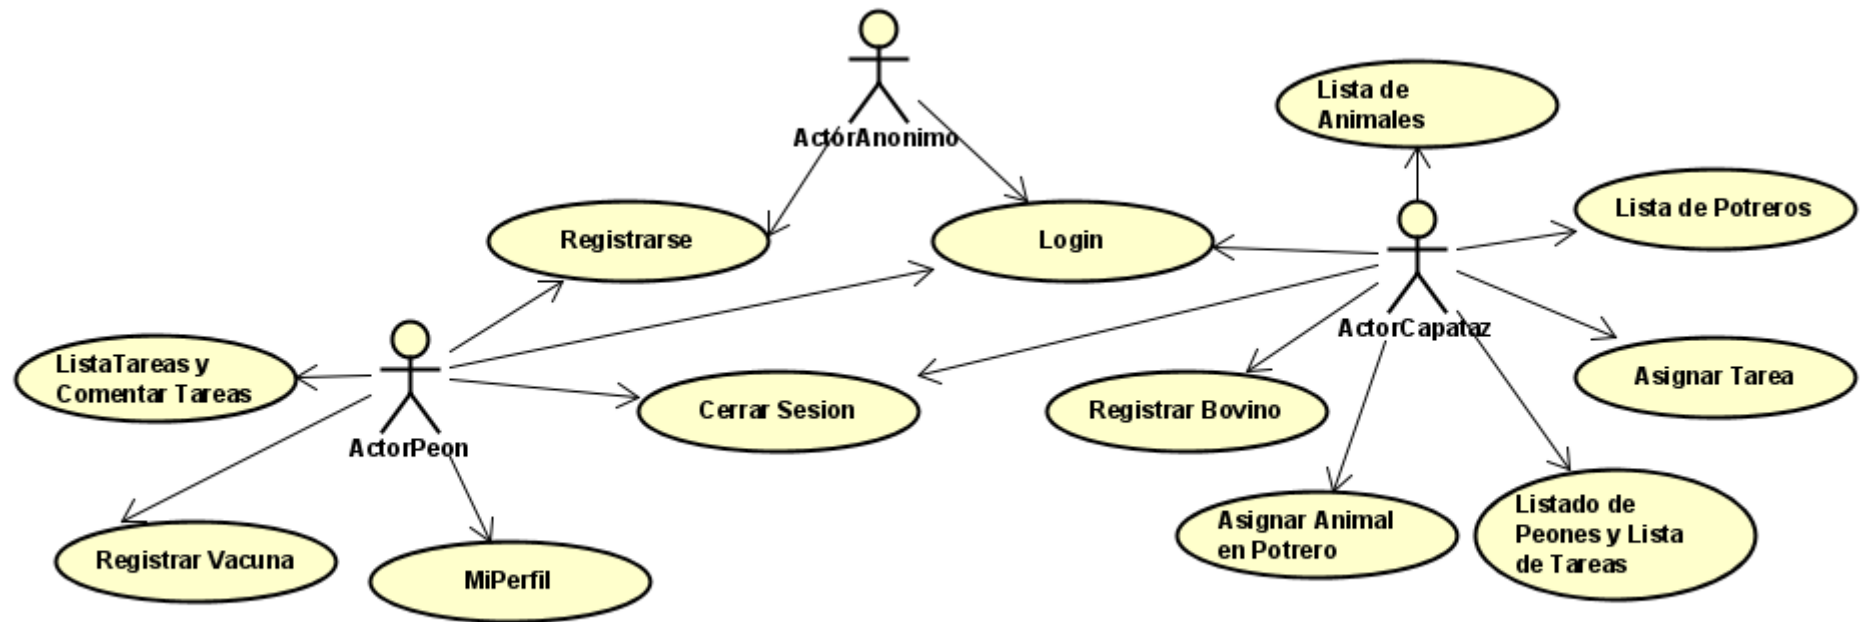 ActorAnonimo
Lista de
Animales
Lista de Potreros
Registrarse
Login
ActorCapataz
ListaTareas y
Comentar Tareas
Asignar Tarea
Cerrar Sesion
Registrar Bovino
ActorPeon
Listado de
Peones y Lista
de Tareas
Asignar Animal
en Potrero
Registrar Vacuna
MiPerfil